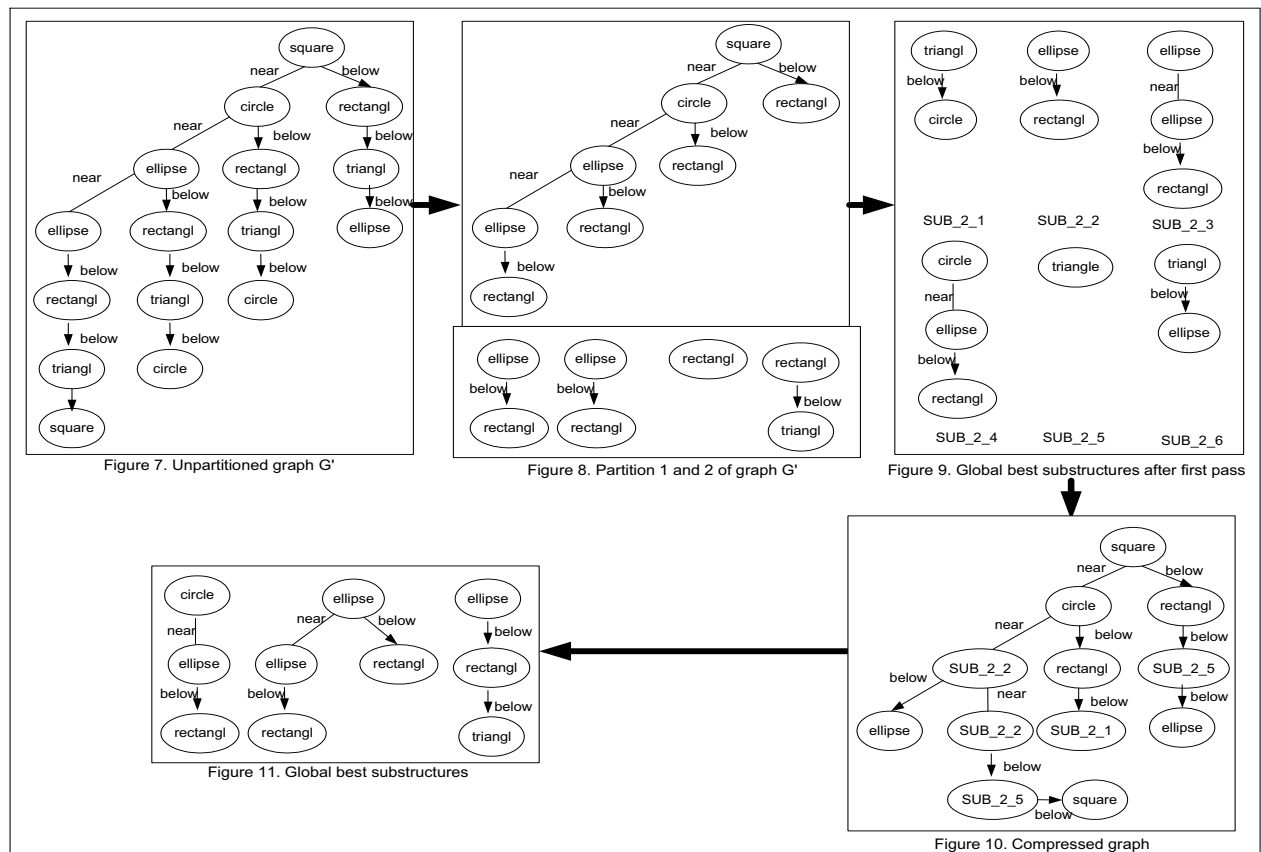 square
near
below
circle
rectangl
near
below
below
ellipse
rectangl
triangl
near
below
below
below
ellipse
rectangl
triangl
ellipse
below
below
below
rectangl
triangl
circle
below
below
triangl
circle
square
Figure 7. Unpartitioned graph G'
square
near
below
circle
rectangl
near
below
ellipse
rectangl
near
below
ellipse
rectangl
below
rectangl
ellipse
ellipse
rectangl
rectangl
below
below
below
rectangl
rectangl
triangl
Figure 8. Partition 1 and 2 of graph G'
triangl
ellipse
ellipse
below
below
near
circle
rectangl
ellipse
below
rectangl
SUB_2_1
SUB_2_2
SUB_2_3
circle
triangle
triangl
near
below
ellipse
ellipse
below
rectangl
SUB_2_4
SUB_2_5
SUB_2_6
Figure 9. Global best substructures after first pass
square
near
below
circle
rectangl
near
below
below
SUB_2_2
rectangl
SUB_2_5
below
near
below
below
ellipse
SUB_2_2
SUB_2_1
ellipse
below
SUB_2_5
square
below
Figure 10. Compressed graph
circle
ellipse
ellipse
near
near
below
below
ellipse
ellipse
rectangl
rectangl
below
below
below
rectangl
rectangl
triangl
Figure 11. Global best substructures